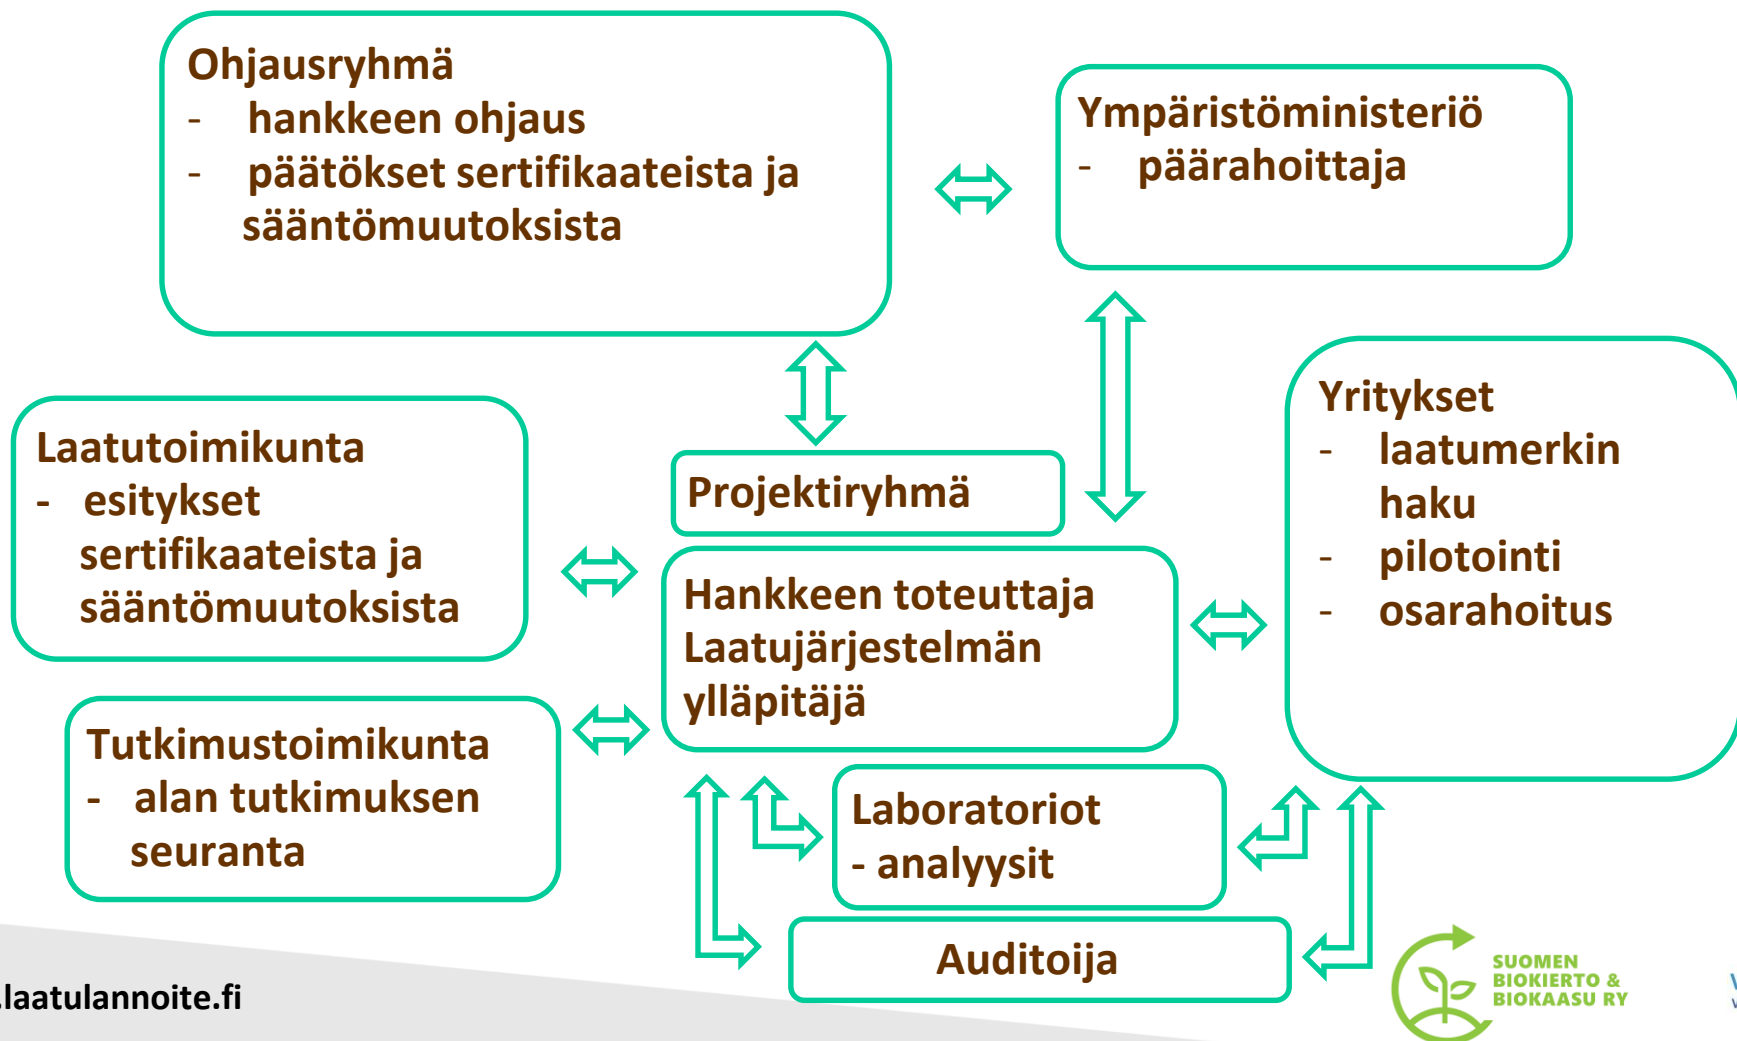 Ohjausryhmä
- hankkeen ohjaus
- päätökset sertifikaateista ja
sääntömuutoksista
Ympäristöministeriö
- päärahoittaja
Yritykset
- laatumerkin
haku
- pilotointi
- osarahoitus
Laatutoimikunta
- esitykset
sertifikaateista ja
sääntömuutoksista
Projektiryhmä
Hankkeen toteuttaja
Laatujärjestelmän
ylläpitäjä
Tutkimustoimikunta
- alan tutkimuksen
seuranta
Laboratoriot
- analyysit
Auditoija
.laatulannoite.fi
SUOMEN
BIOKIERTO &
BIOKAASU RY